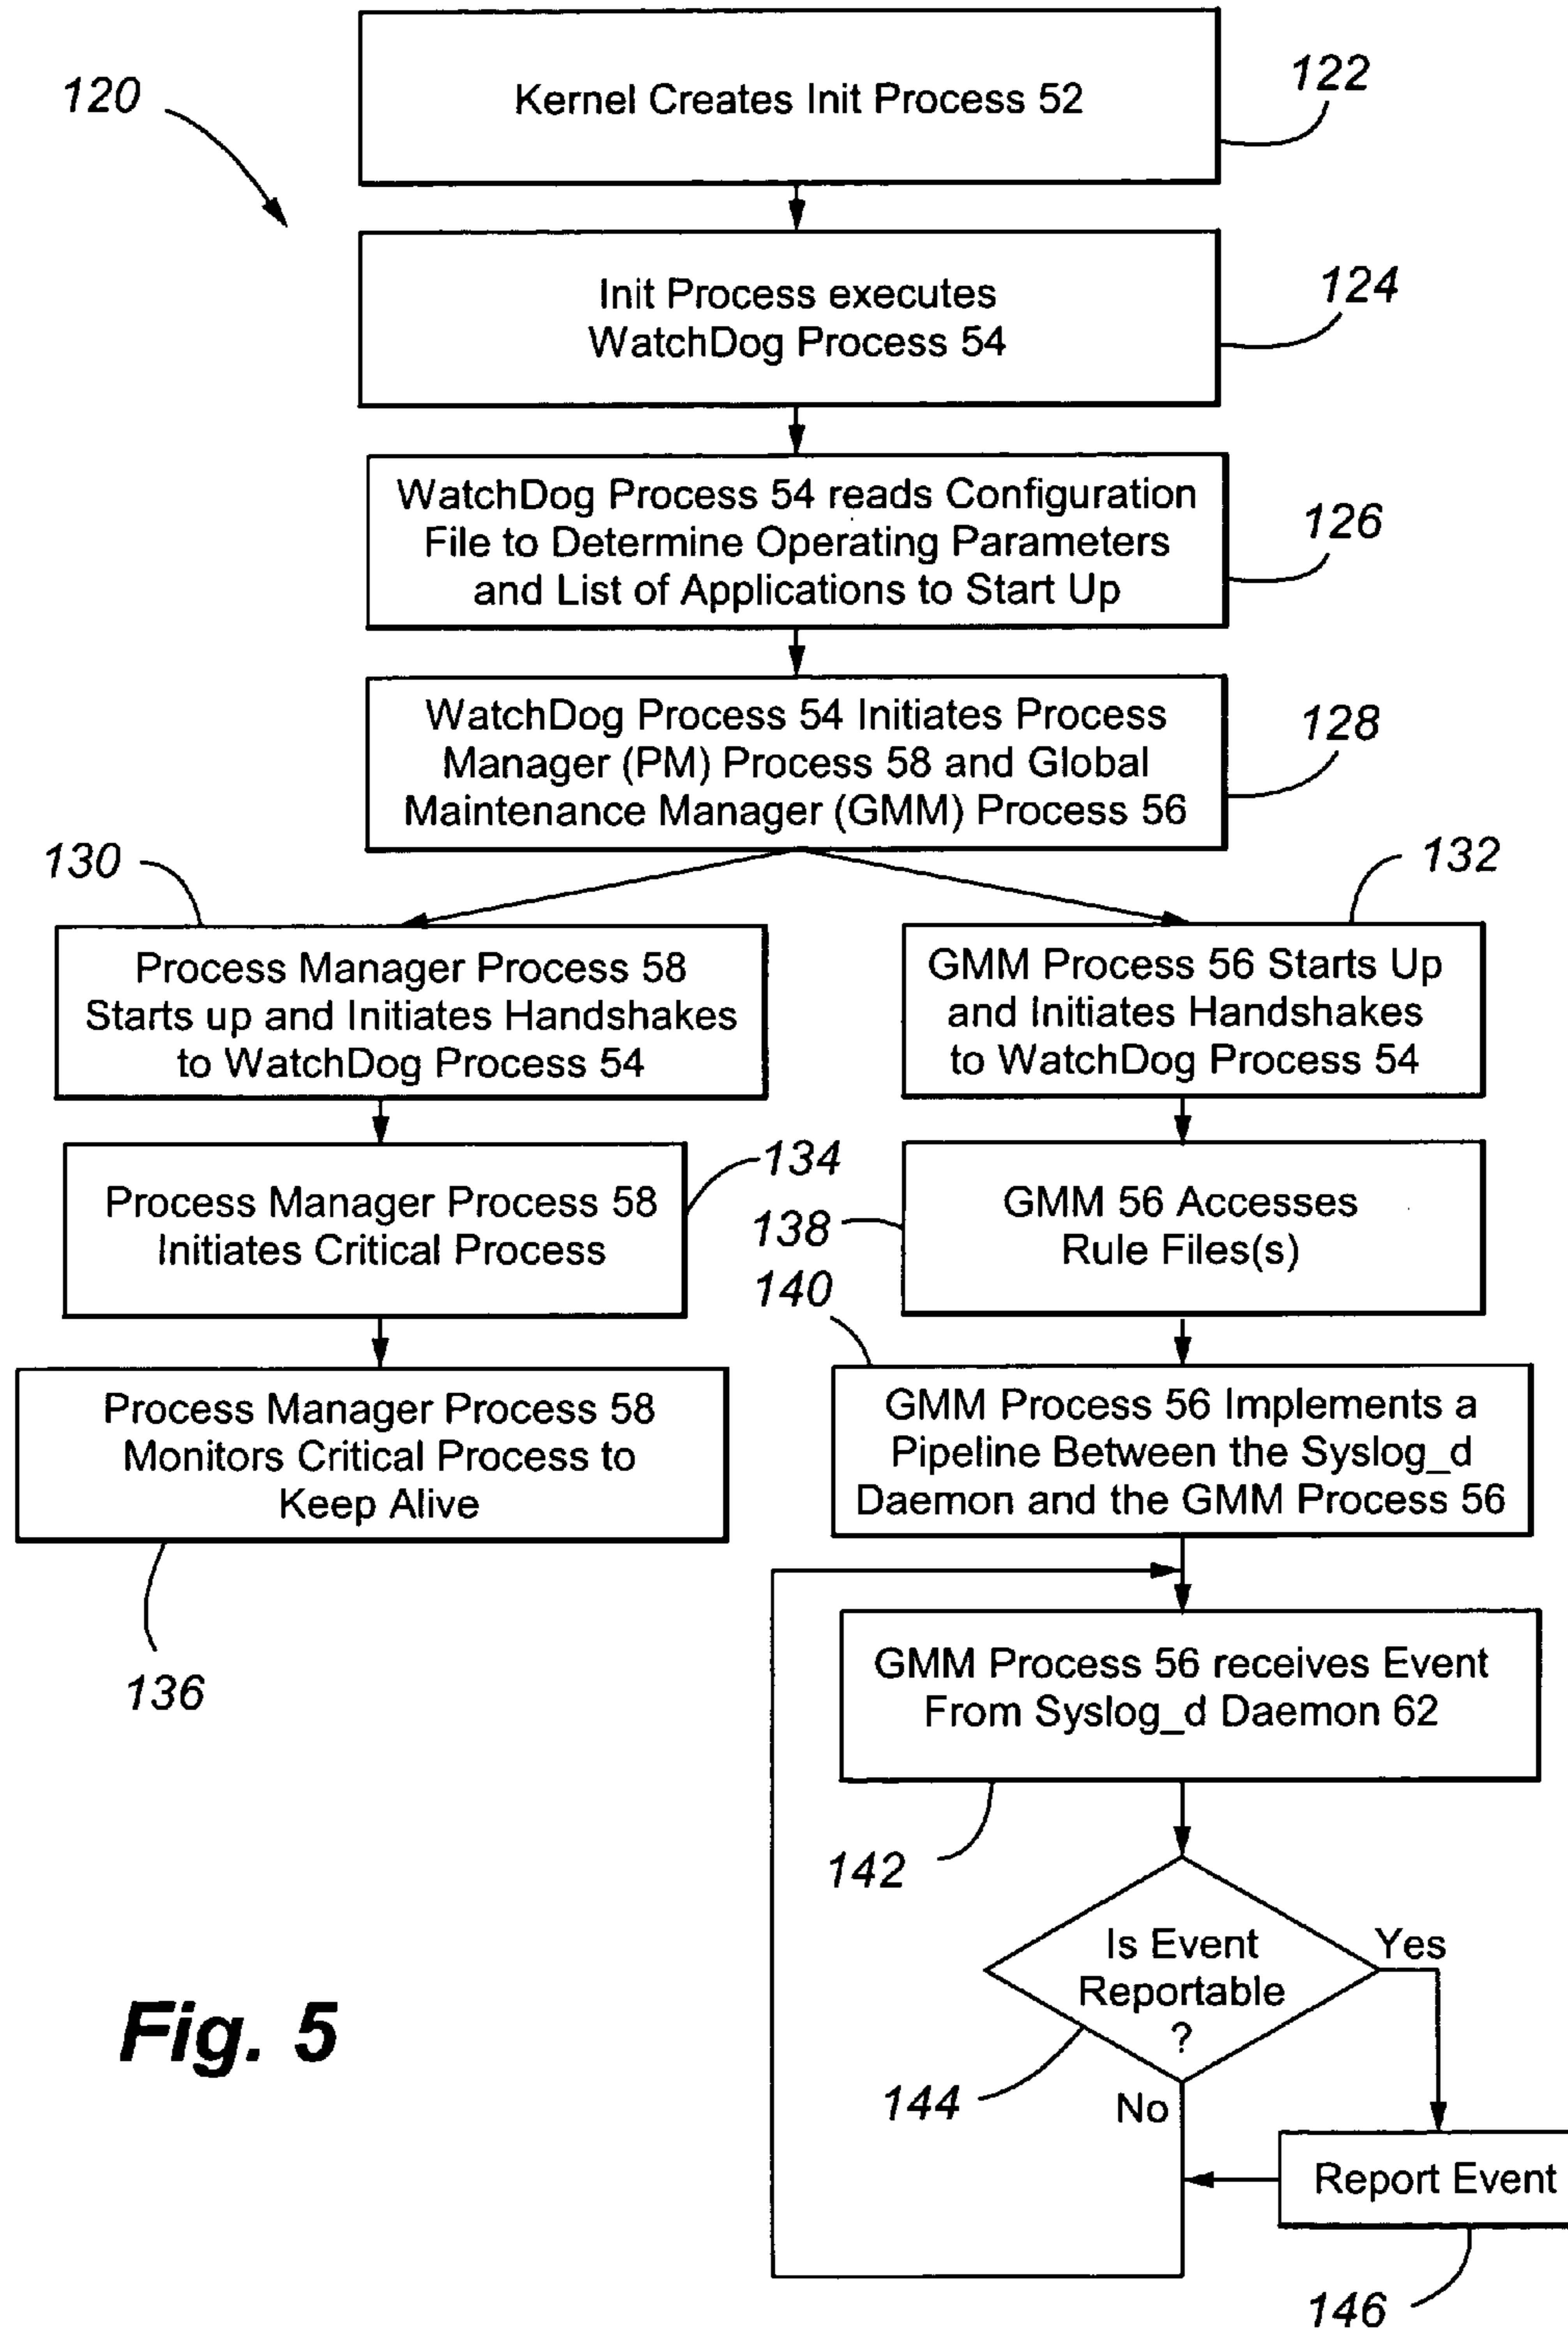 120
Kernel Creates Init Process 52
122
Init Process executes
WatchDog Process 54
124
WatchDog Process 54 reads Configuration
File to Determine Operating Parameters
and List of Applications to Start Up
126
WatchDog Process 54 Initiates Process
Manager (PM) Process 58 and Global
Maintenance Manager (GMM) Process 56
128
130
Process Manager Process 58
Starts up and Initiates Handshakes
to WatchDog Process 54
132
GMM Process 56 Starts Up
and Initiates Handshakes
to WatchDog Process 54
Process Manager Process 58
Initiates Critical Process
134
138
GMM 56 Accesses
Rule Files(s)
Process Manager Process 58
Monitors Critical Process to
Keep Alive
136
140
GMM Process 56 Implements a
Pipeline Between the Syslog_d
Daemon and the GMM Process 56
GMM Process 56 receives Event
From Syslog_d Daemon 62
142
Is Event
Reportable
?
144
Yes
No
Report Event
146
Fig. 5